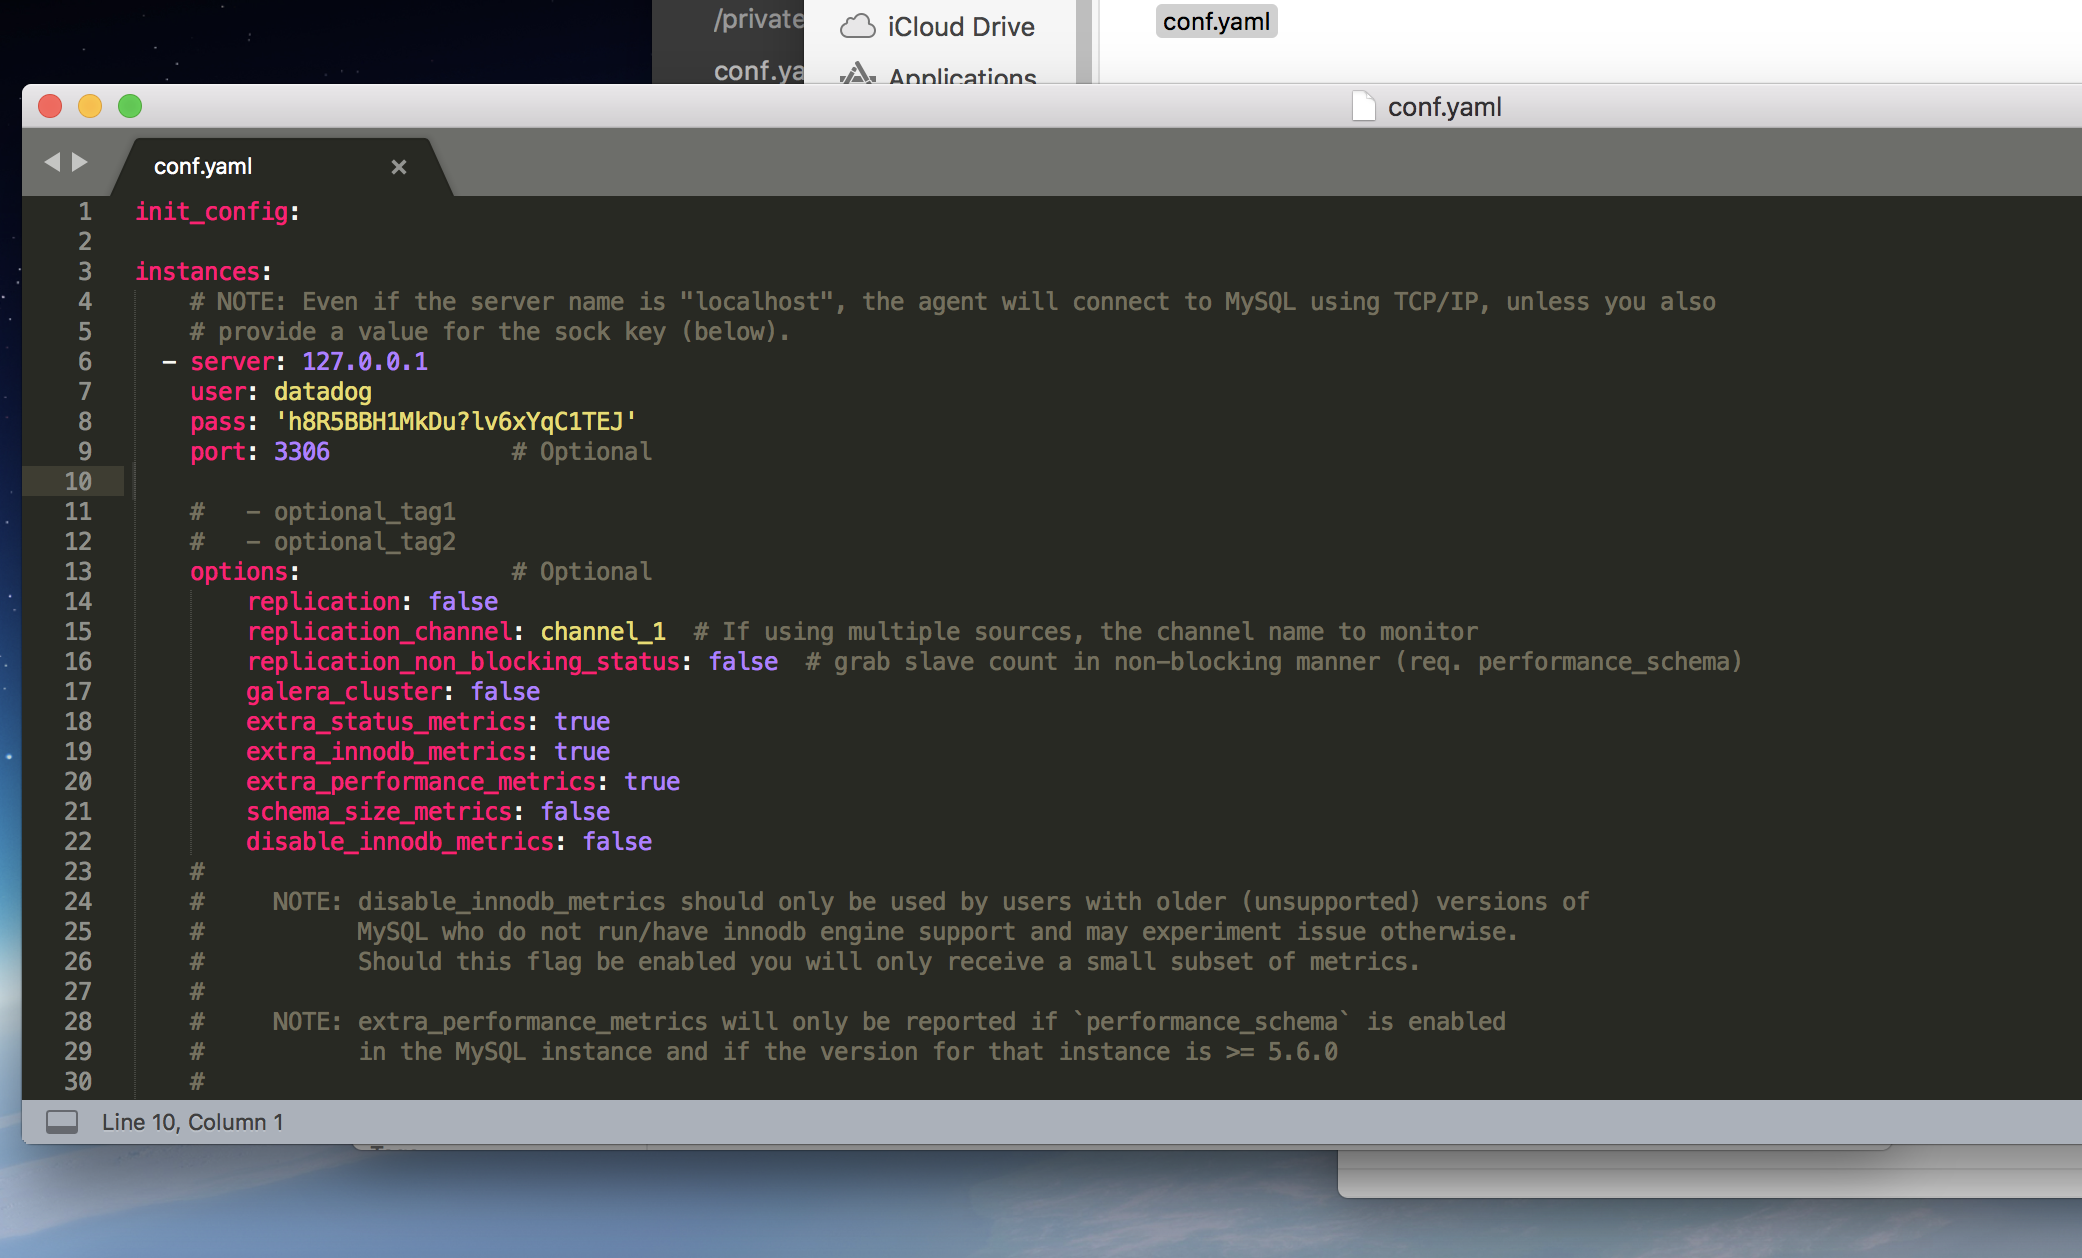 /private
iCloud Drive
conf.yaml
conf.ya
Applications
conf.yaml
conf.yaml
1 init_config:
2
3 instances:
4 # NOTE: Even if the server name is "localhost", the agent will connect to MySQL using TCP/IP, unless you also
5 # provide a value for the sock key (below).
6 - server: 127.0.0.1
7 user: datadog
8 pass: 'h8R5BBH1MkDu?lv6xYqC1TEJ'
9 port: 3306 # Optional
10
11 # - optional_tag1
12 # - optional_tag2
13 options: # Optional
14 replication: false
15 replication_channel: channel_1 # If using multiple sources, the channel name to monitor
16 replication_non_blocking_status: false # grab slave count in non-blocking manner (req. performance_schema)
17 galera_cluster: false
18 extra_status_metrics: true
19 extra_innodb_metrics: true
20 extra_performance_metrics: true
21 schema_size_metrics: false
22 disable_innodb_metrics: false
23 #
24 # NOTE: disable_innodb_metrics should only be used by users with older (unsupported) versions of
25 # MySQL who do not run/have innodb engine support and may experiment issue otherwise.
26 # Should this flag be enabled you will only receive a small subset of metrics.
27 #
28 # NOTE: extra_performance_metrics will only be reported if `performance_schema` is enabled
29 # in the MySQL instance and if the version for that instance is >= 5.6.0
30 #
Line 10, Column 1